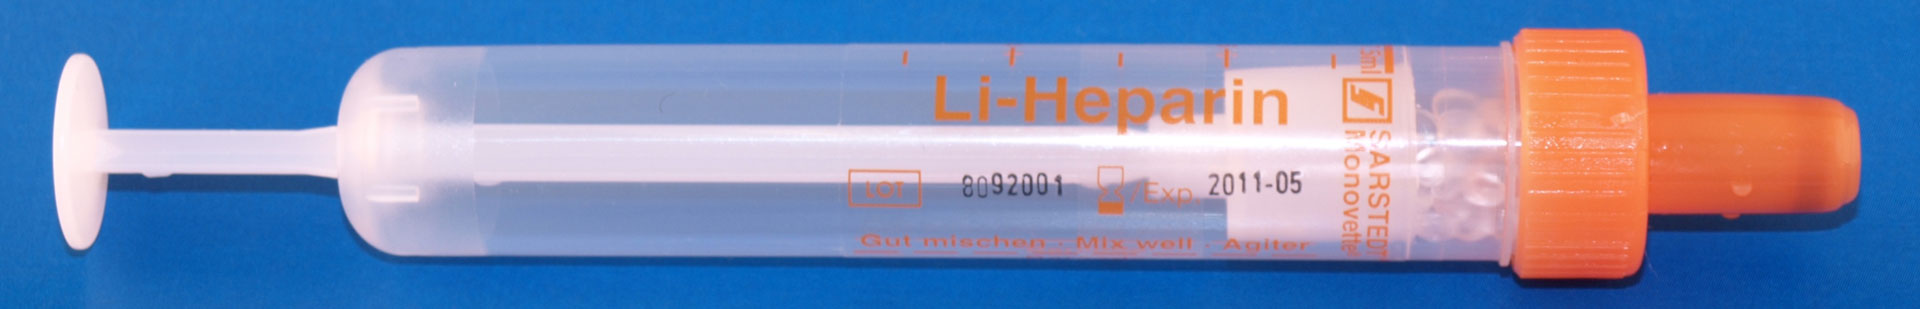 Li-Heparin
LOT 8092001 /Exp. 2011-05
Gut mischen · Mix well · Agiter
5ml
SARSTEDT
Monovette®